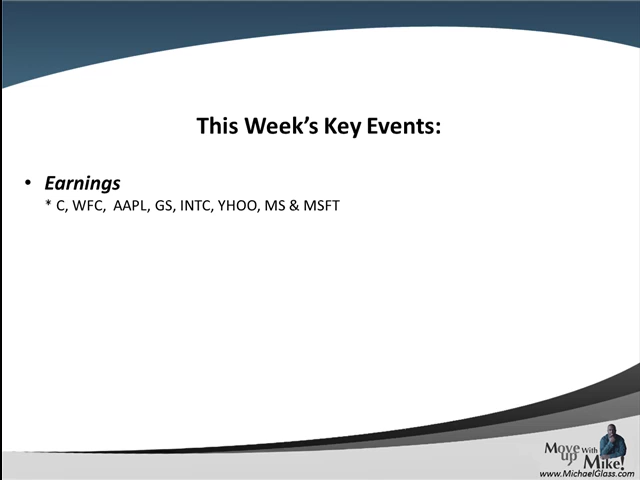 This Week's Key Events:
• Earnings
* C, WFC, AAPL, GS, INTC, YHOO, MS & MSFT
Move up With Mike!
www.MichaelGlass.com